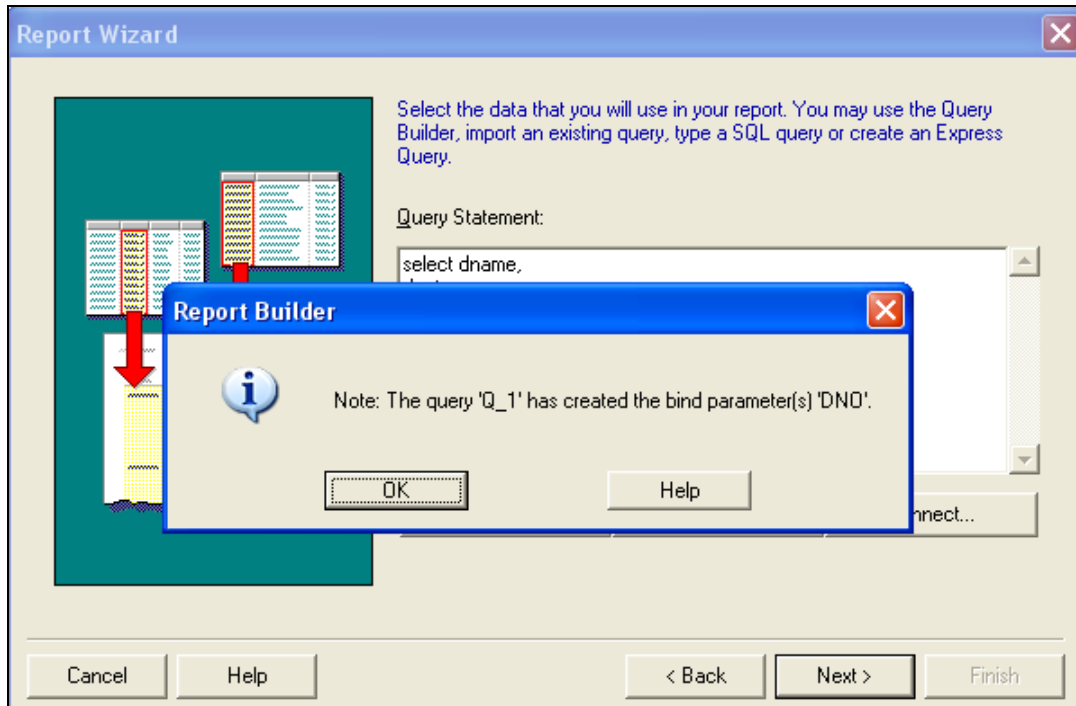 Report Wizard
Select the data that you will use in your report. You may use the Query
Builder, import an existing query, type a SQL query or create an Express
Query.
Query Statement:
select dname,
Report Builder
Note: The query 'Q_1' has created the bind parameter(s) 'DNO'.
OK
Help
nnect...
Cancel
Help
< Back
Next >
Finish